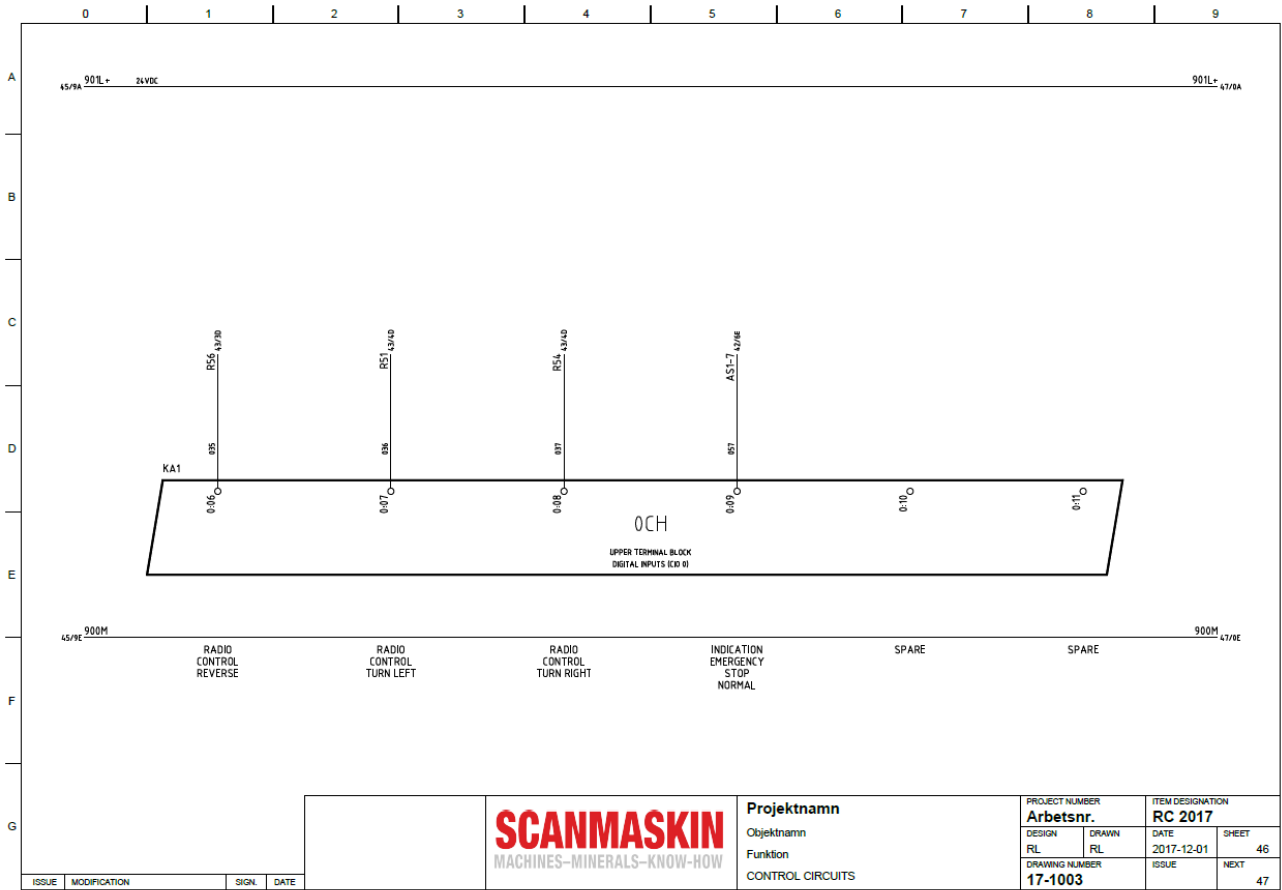 0 1 2 3 4 5 6 7 8 9
A
45/9A 901L+ 24VDC 901L+ 47/0A
B
C
R56 43/3D
R51 43/4D
R54 43/4D
AS1-7 42/6E
D
035 036 037 057
KA1
0:06 0:07 0:08 0:09 0:10 0:11
0CH
E
UPPER TERMINAL BLOCK
DIGITAL INPUTS (CIO 0)
45/9E 900M 900M 47/0E
RADIO
CONTROL
REVERSE
RADIO
CONTROL
TURN LEFT
RADIO
CONTROL
TURN RIGHT
INDICATION
EMERGENCY
STOP
NORMAL
SPARE
SPARE
F
G
ISSUE MODIFICATION SIGN. DATE
SCANMASKIN
MACHINES–MINERALS–KNOW-HOW
Projektnamn
Objektnamn
Funktion
CONTROL CIRCUITS
PROJECT NUMBER
Arbetsnr.
ITEM DESIGNATION
RC 2017
DESIGN
RL
DRAWN
RL
DATE
2017-12-01
SHEET
46
DRAWING NUMBER
17-1003
ISSUE
NEXT
47